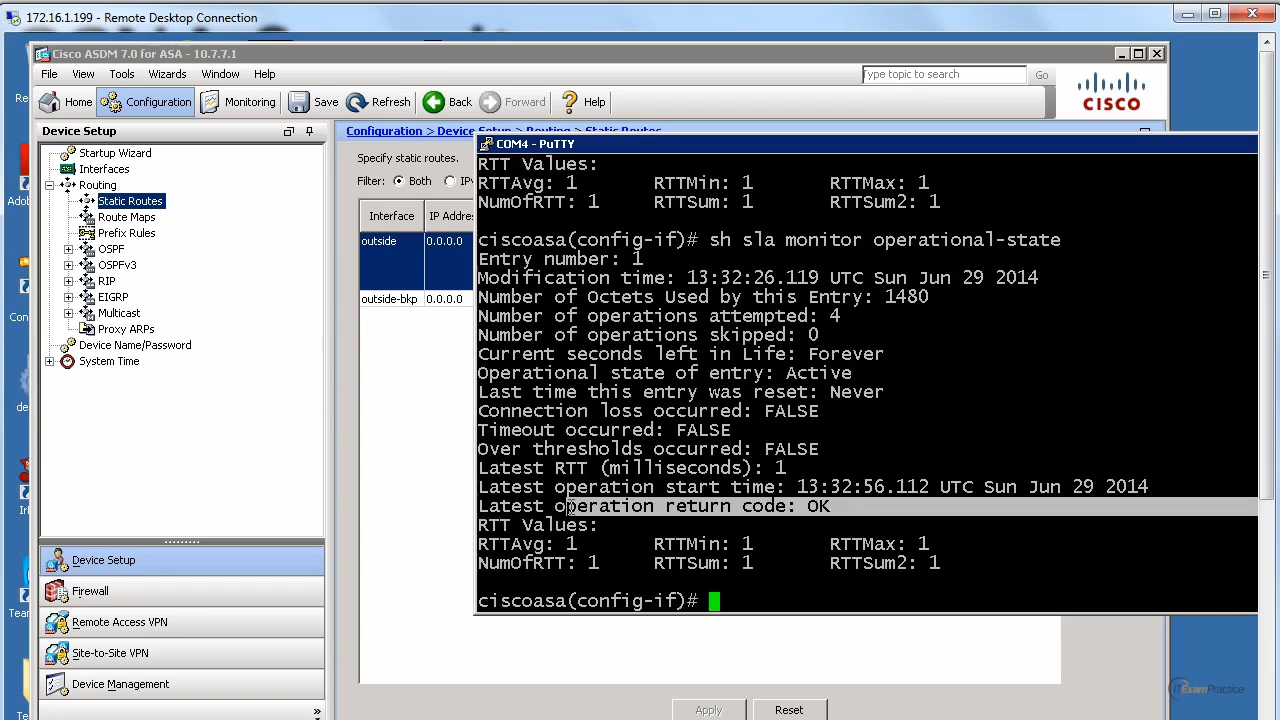 172.16.1.199 - Remote Desktop Connection
Cisco ASDM 7.0 for ASA - 10.7.7.1
File View Tools Wizards Window Help
Type topic to search Go
Home Configuration Monitoring Save Refresh Back Forward Help
CISCO
Device Setup
Startup Wizard
Interfaces
Routing
Static Routes
Route Maps
Prefix Rules
OSPF
OSPFv3
RIP
EIGRP
Multicast
Proxy ARPs
Device Name/Password
System Time
Device Setup
Firewall
Remote Access VPN
Site-to-Site VPN
Device Management
»
Configuration > Device Setup > Routing > Static Routes
Specify static routes.
Filter: Both
Interface IP Addre
outside 0.0.0.0
outside-bkp 0.0.0.0
COM4 - PuTTY
RTT Values:
RTTAvg: 1 RTTMin: 1 RTTMax: 1
NumOfRTT: 1 RTTSum: 1 RTTSum2: 1
ciscoasa(config-if)# sh sla monitor operational-state
Entry number: 1
Modification time: 13:32:26.119 UTC Sun Jun 29 2014
Number of Octets Used by this Entry: 1480
Number of operations attempted: 4
Number of operations skipped: 0
Current seconds left in Life: Forever
Operational state of entry: Active
Last time this entry was reset: Never
Connection loss occurred: FALSE
Timeout occurred: FALSE
Over thresholds occurred: FALSE
Latest RTT (milliseconds): 1
Latest operation start time: 13:32:56.112 UTC Sun Jun 29 2014
Latest operation return code: OK
RTT Values:
RTTAvg: 1 RTTMin: 1 RTTMax: 1
NumOfRTT: 1 RTTSum: 1 RTTSum2: 1
ciscoasa(config-if)#
Apply Reset
ITExamPractice